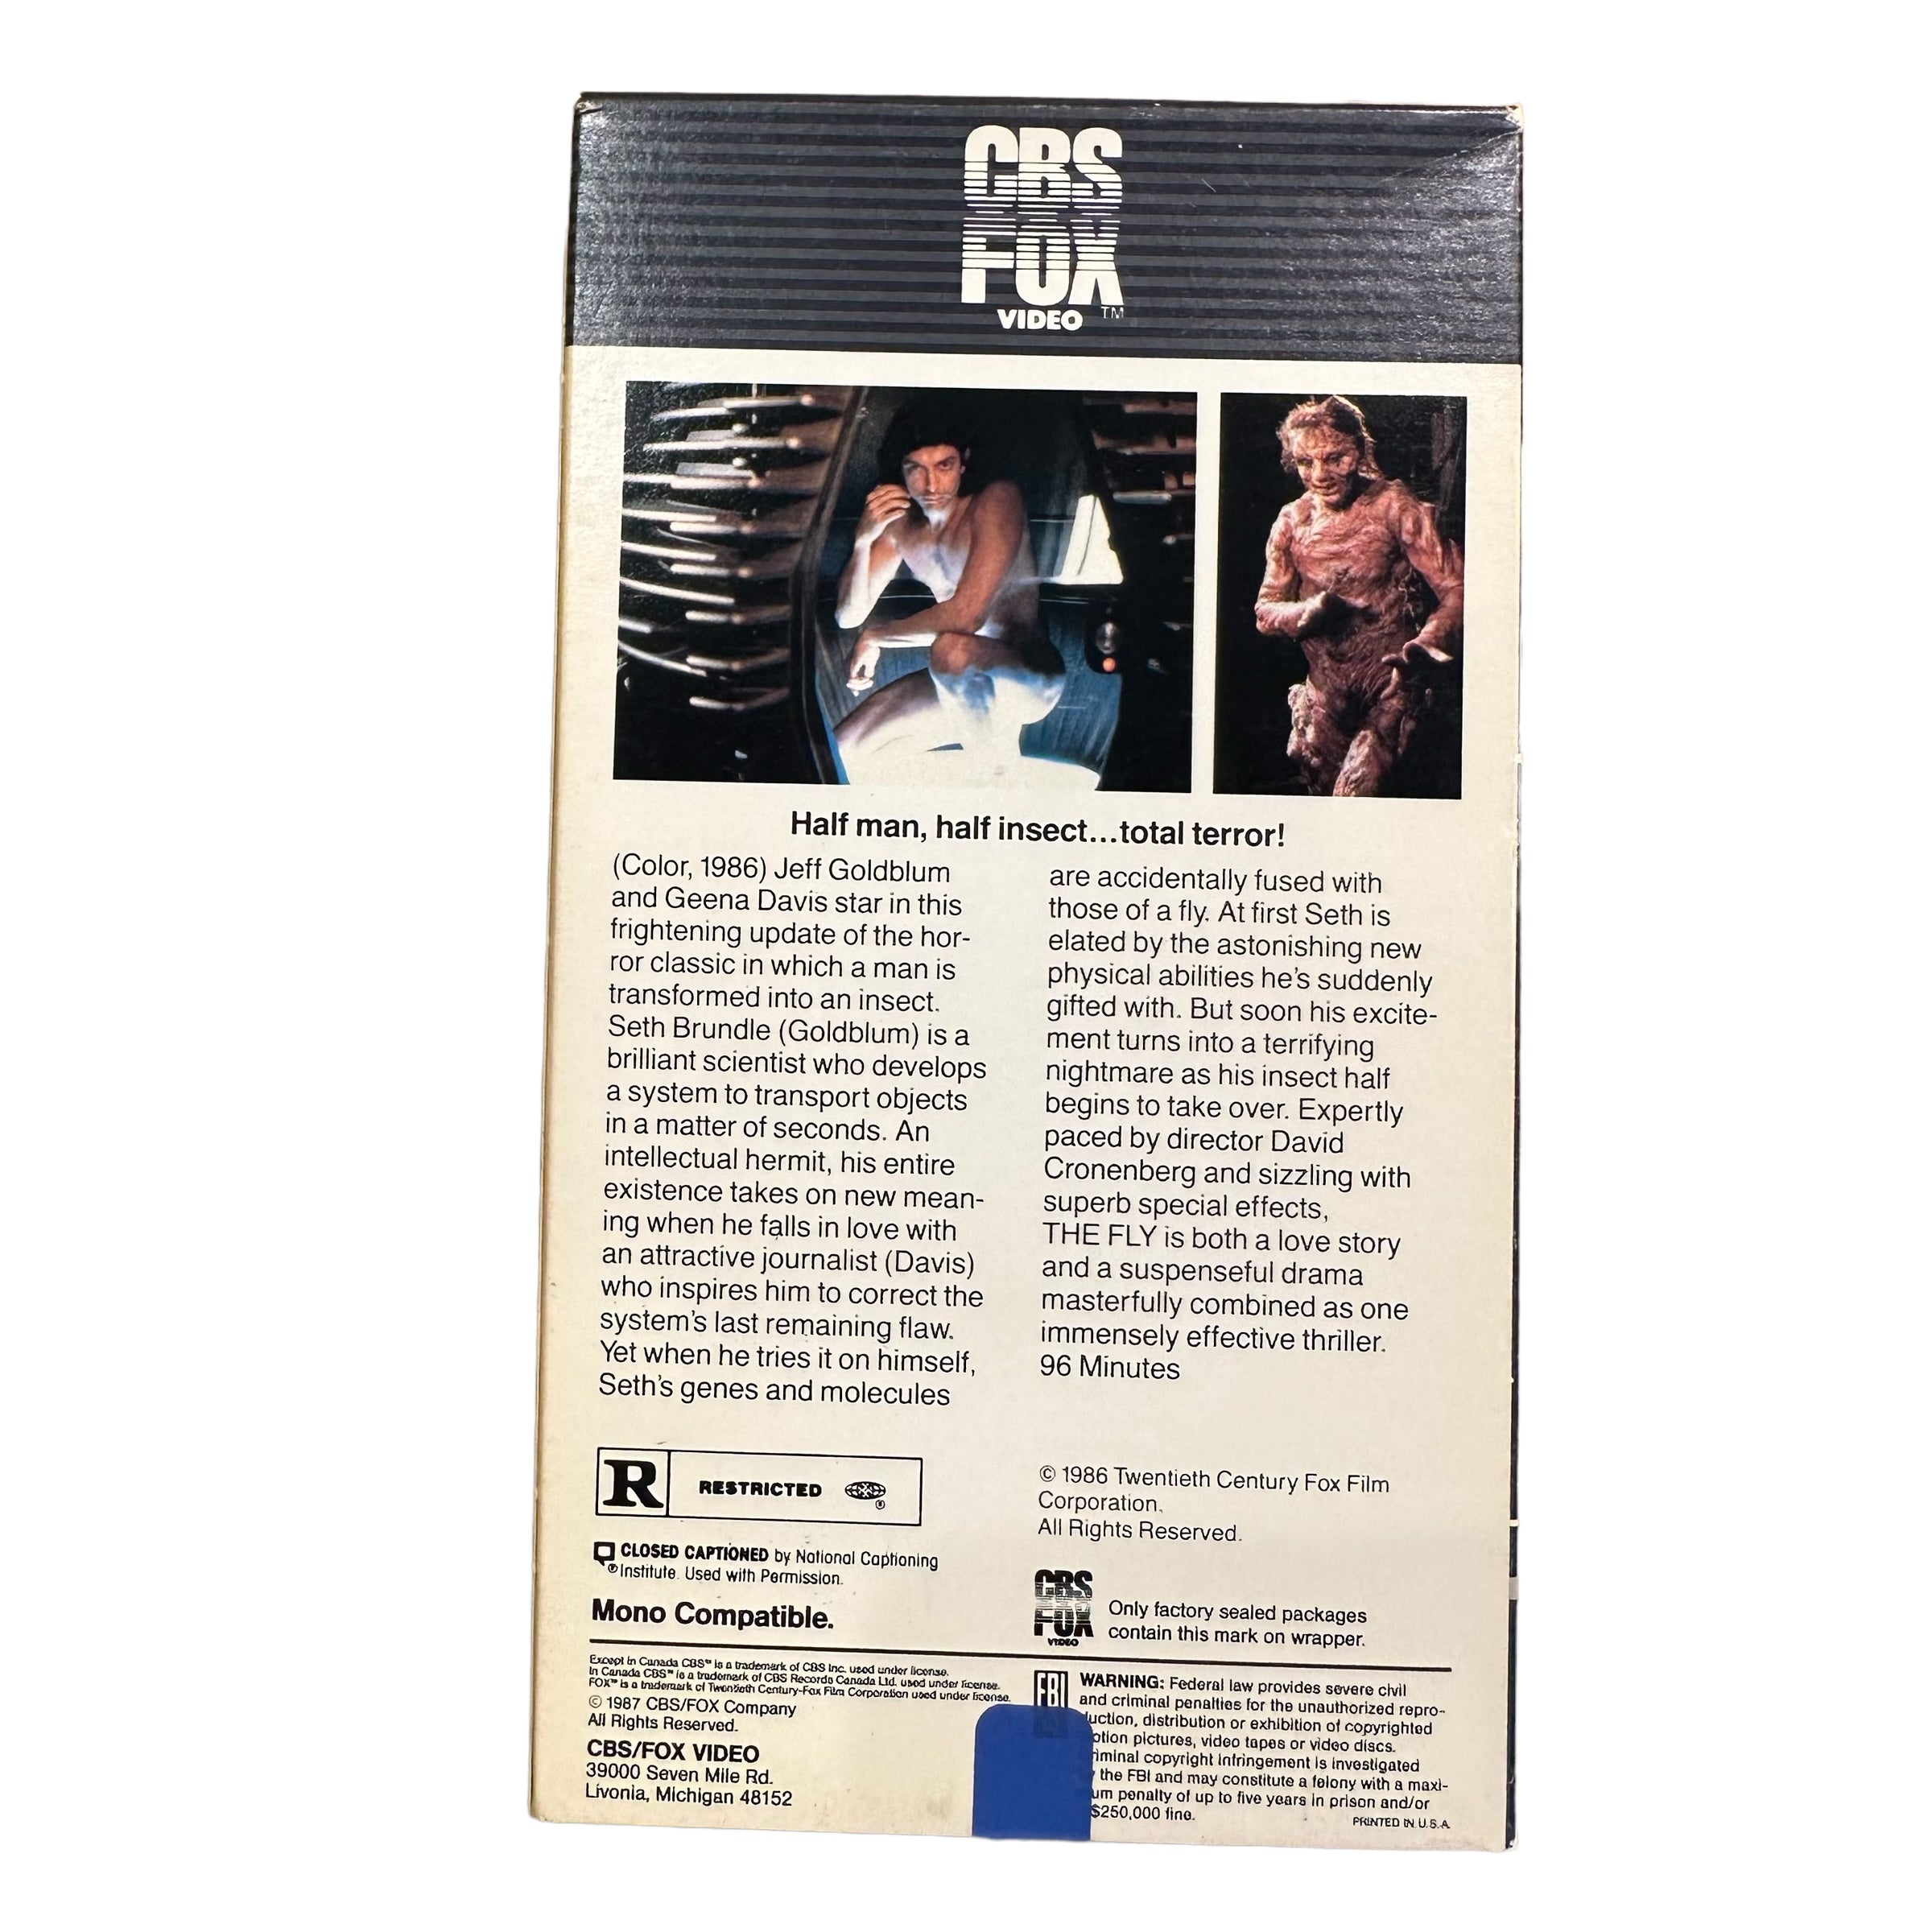 CBS
FOX
VIDEO ™
Half man, half insect...total terror!
(Color, 1986) Jeff Goldblum
and Geena Davis star in this
frightening update of the hor-
ror classic in which a man is
transformed into an insect.
Seth Brundle (Goldblum) is a
brilliant scientist who develops
a system to transport objects
in a matter of seconds. An
intellectual hermit, his entire
existence takes on new mean-
ing when he falls in love with
an attractive journalist (Davis)
who inspires him to correct the
system's last remaining flaw.
Yet when he tries it on himself,
Seth's genes and molecules
are accidentally fused with
those of a fly. At first Seth is
elated by the astonishing new
physical abilities he's suddenly
gifted with. But soon his excite-
ment turns into a terrifying
nightmare as his insect half
begins to take over. Expertly
paced by director David
Cronenberg and sizzling with
superb special effects,
THE FLY is both a love story
and a suspenseful drama
masterfully combined as one
immensely effective thriller.
96 Minutes
R RESTRICTED ®
CLOSED CAPTIONED by National Captioning
® Institute. Used with Permission.
Mono Compatible.
© 1986 Twentieth Century Fox Film
Corporation.
All Rights Reserved.
CBS
FOX
VIDEO
Only factory sealed packages
contain this mark on wrapper.
Except in Canada CBS™ is a trademark of CBS Inc. used under license.
In Canada CBS™ is a trademark of CBS Records Canada Ltd. used under license.
FOX™ is a trademark of Twentieth Century-Fox Film Corporation used under license.
© 1987 CBS/FOX Company
All Rights Reserved.
CBS/FOX VIDEO
39000 Seven Mile Rd.
Livonia, Michigan 48152
FBI
WARNING: Federal law provides severe civil
and criminal penalties for the unauthorized repro-
uction, distribution or exhibition of copyrighted
otion pictures, video tapes or video discs.
iminal copyright infringement is investigated
the FBI and may constitute a felony with a maxi-
um penalty of up to five years in prison and/or
$250,000 fine.
PRINTED IN U.S.A.